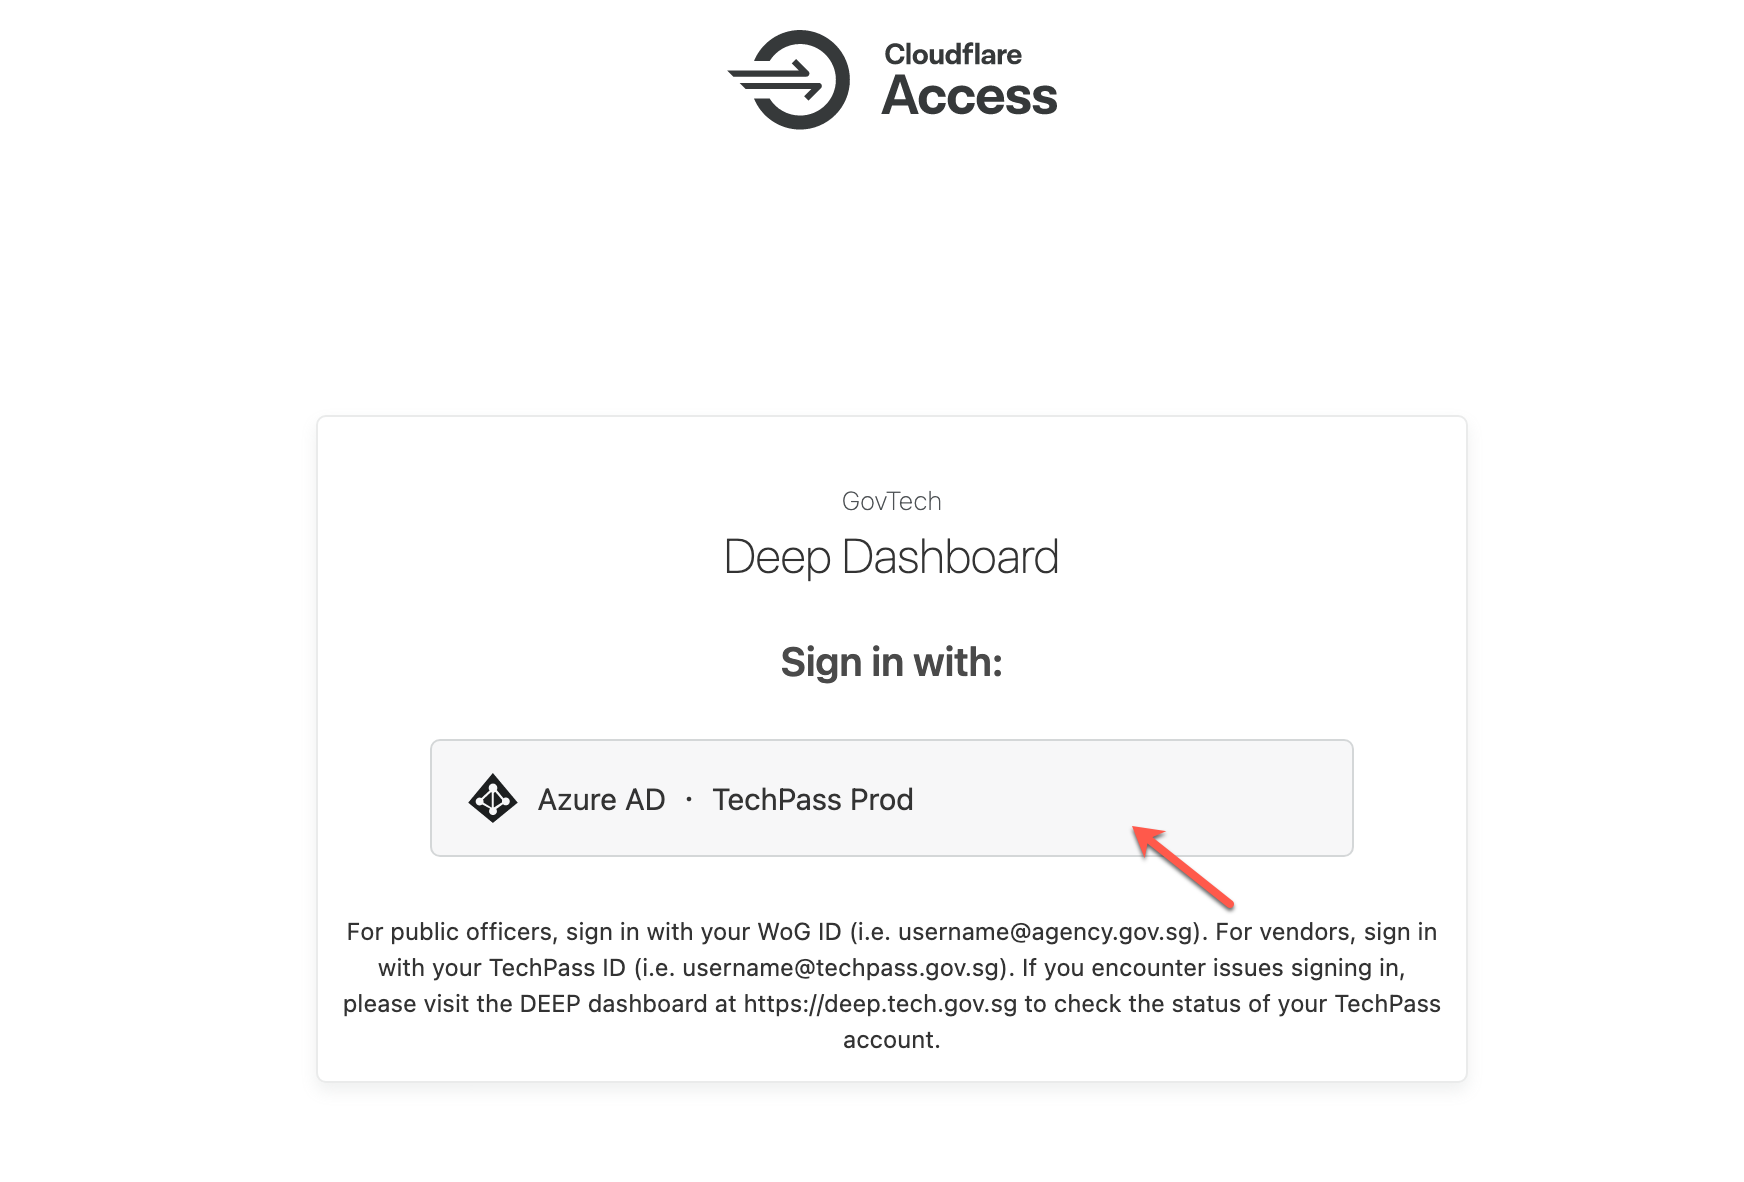 Cloudflare
Access
GovTech
Deep Dashboard
Sign in with:
Azure AD · TechPass Prod
For public officers, sign in with your WoG ID (i.e. username@agency.gov.sg). For vendors, sign in
with your TechPass ID (i.e. username@techpass.gov.sg). If you encounter issues signing in,
please visit the DEEP dashboard at https://deep.tech.gov.sg to check the status of your TechPass
account.